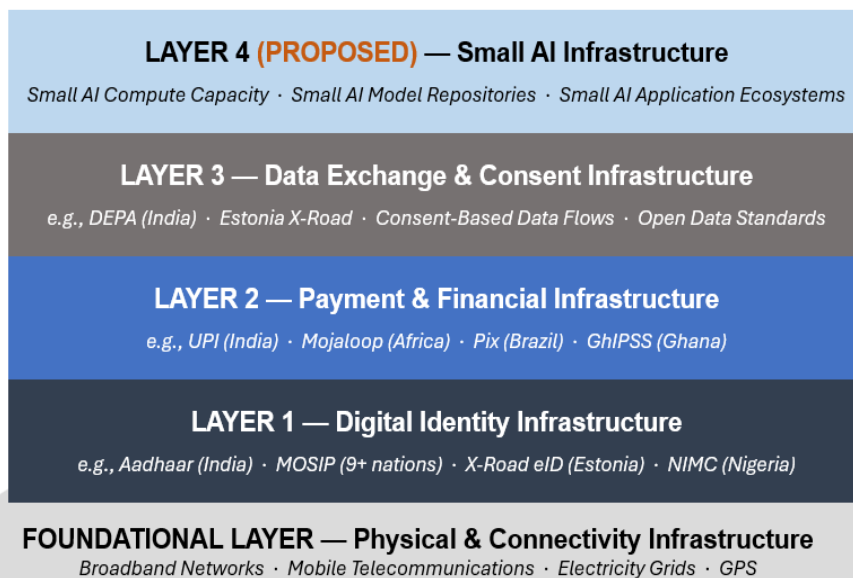 LAYER 4 (PROPOSED) — Small AI Infrastructure
Small AI Compute Capacity · Small AI Model Repositories · Small AI Application Ecosystems
LAYER 3 — Data Exchange & Consent Infrastructure
e.g., DEPA (India) · Estonia X-Road · Consent-Based Data Flows · Open Data Standards
LAYER 2 — Payment & Financial Infrastructure
e.g., UPI (India) · Mojaloop (Africa) · Pix (Brazil) · GhIPSS (Ghana)
LAYER 1 — Digital Identity Infrastructure
e.g., Aadhaar (India) · MOSIP (9+ nations) · X-Road eID (Estonia) · NIMC (Nigeria)
FOUNDATIONAL LAYER — Physical & Connectivity Infrastructure
Broadband Networks · Mobile Telecommunications · Electricity Grids · GPS